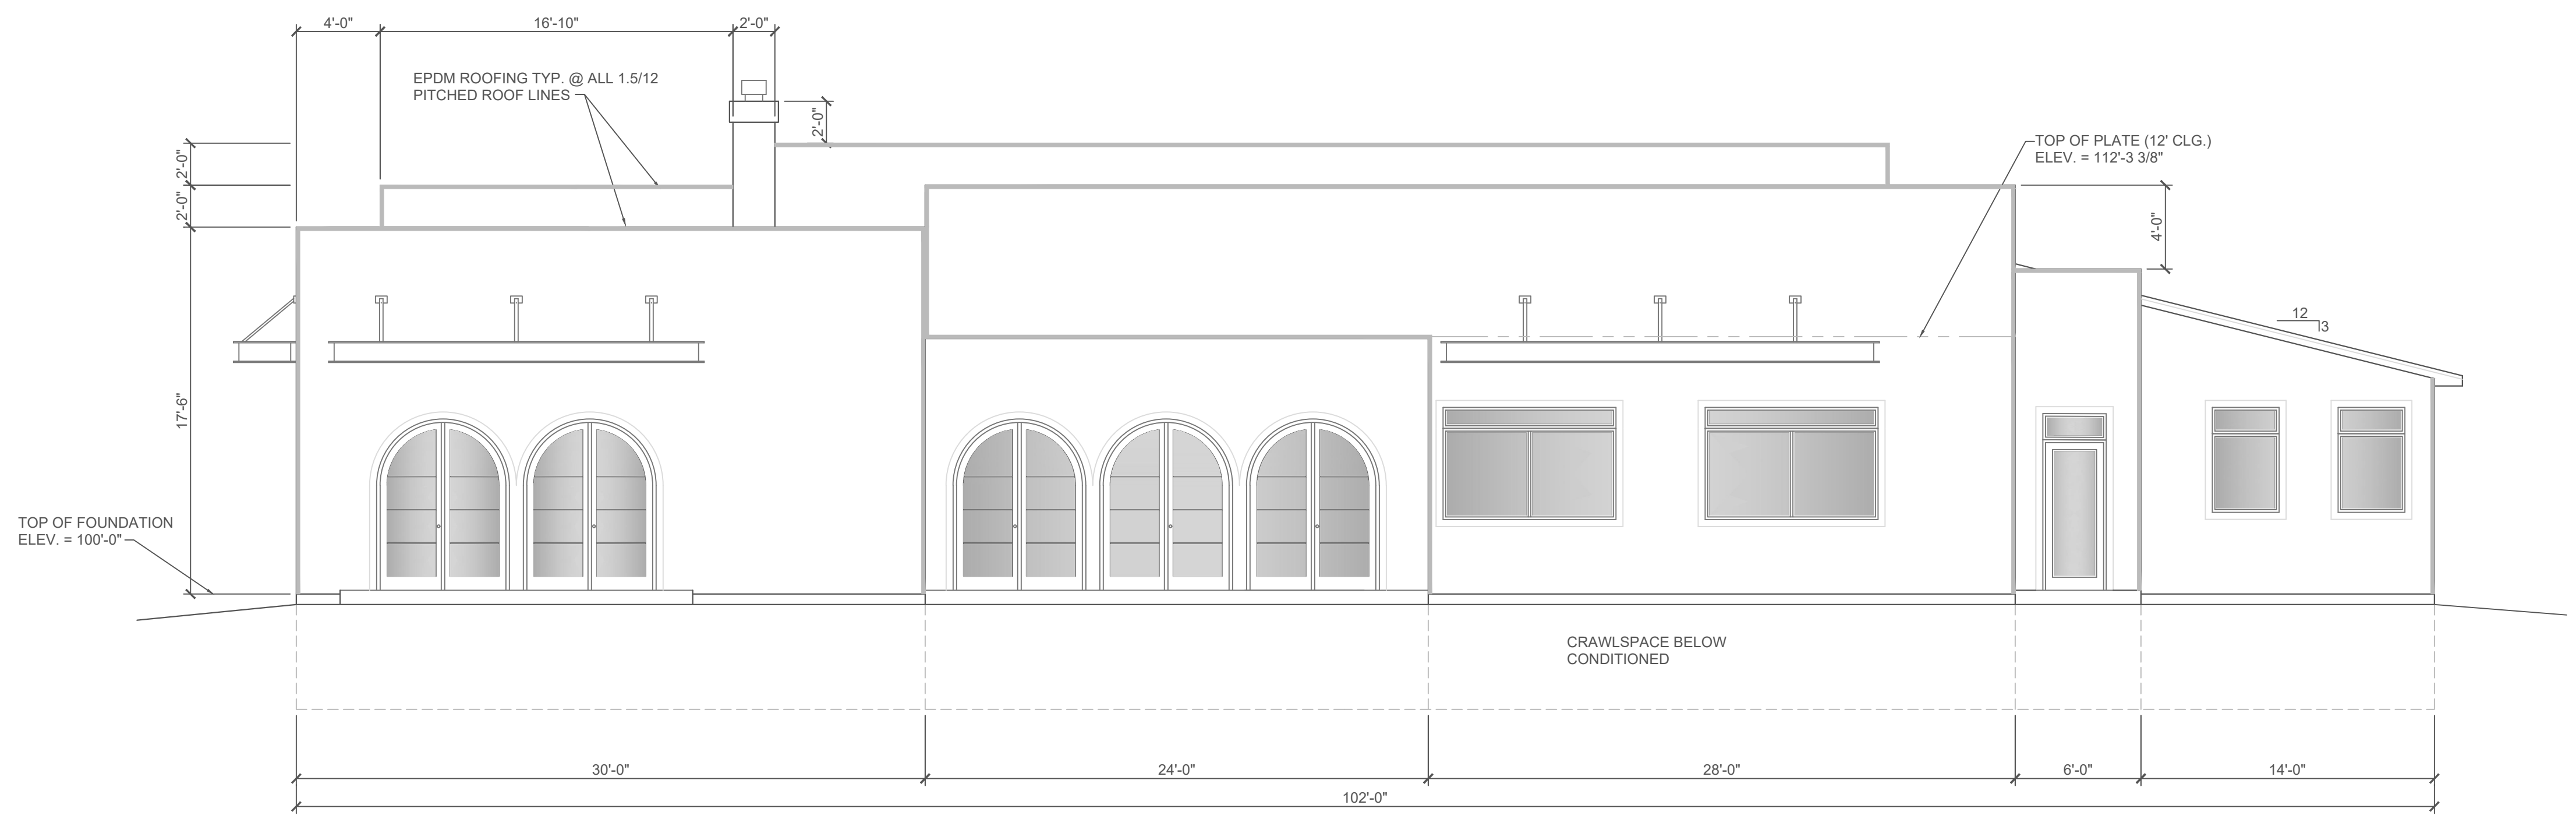 4'-0"
16'-10"
2'-0"
EPDM ROOFING TYP. @ ALL 1.5/12
PITCHED ROOF LINES
2'-0"
2'-0"
2'-0"
17'-6"
TOP OF PLATE (12' CLG.)
ELEV. = 112'-3 3/8"
4'-0"
12
3
TOP OF FOUNDATION
ELEV. = 100'-0"
CRAWLSPACE BELOW
CONDITIONED
30'-0"
24'-0"
28'-0"
6'-0"
14'-0"
102'-0"